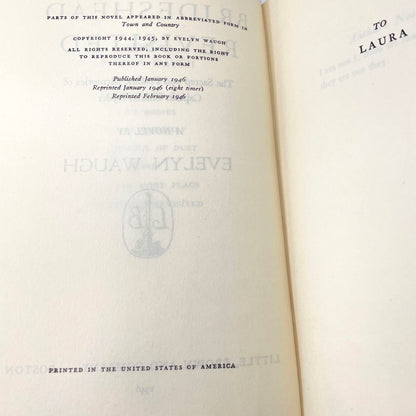 PARTS OF THIS NOVEL APPEARED IN ABBREVIATED FORM IN
Town and Country
COPYRIGHT 1944, 1945, BY EVELYN WAUGH
ALL RIGHTS RESERVED, INCLUDING THE RIGHT
TO REPRODUCE THIS BOOK OR PORTIONS
THEREOF IN ANY FORM
Published January 1946
Reprinted January 1946 (eight times)
Reprinted February 1946
PRINTED IN THE UNITED STATES OF AMERICA
TO
LAURA